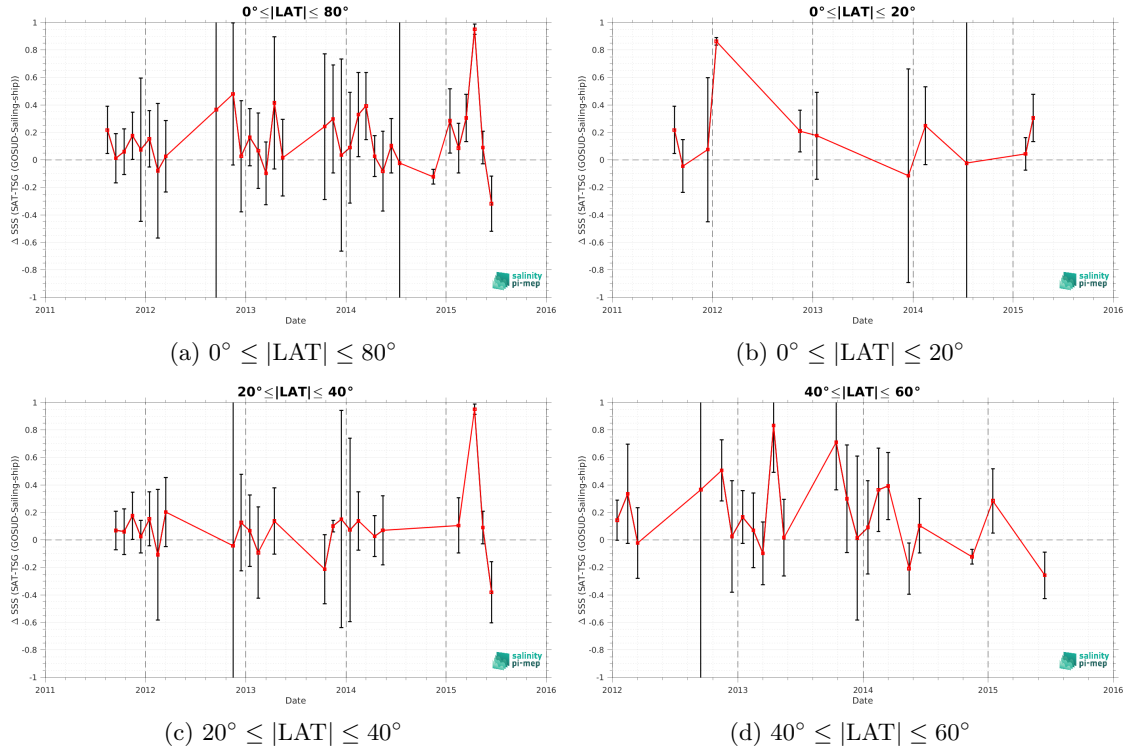 0°≤|LAT|≤ 80°
Δ SSS (SAT-TSG (GOSUD-Sailing-ship))
1
0.8
0.6
0.4
0.2
0
-0.2
-0.4
-0.6
-0.8
-1
2011 2012 2013 2014 2015 2016
Date
salinity
pi-mep
(a) 0° ≤ |LAT| ≤ 80°
0°≤|LAT|≤ 20°
Δ SSS (SAT-TSG (GOSUD-Sailing-ship))
1
0.8
0.6
0.4
0.2
0
-0.2
-0.4
-0.6
-0.8
-1
2011 2012 2013 2014 2015 2016
Date
salinity
pi-mep
(b) 0° ≤ |LAT| ≤ 20°
20°≤|LAT|≤ 40°
Δ SSS (SAT-TSG (GOSUD-Sailing-ship))
1
0.8
0.6
0.4
0.2
0
-0.2
-0.4
-0.6
-0.8
-1
2011 2012 2013 2014 2015 2016
Date
salinity
pi-mep
(c) 20° ≤ |LAT| ≤ 40°
40°≤|LAT|≤ 60°
Δ SSS (SAT-TSG (GOSUD-Sailing-ship))
1
0.8
0.6
0.4
0.2
0
-0.2
-0.4
-0.6
-0.8
-1
2012 2013 2014 2015 2016
Date
salinity
pi-mep
(d) 40° ≤ |LAT| ≤ 60°